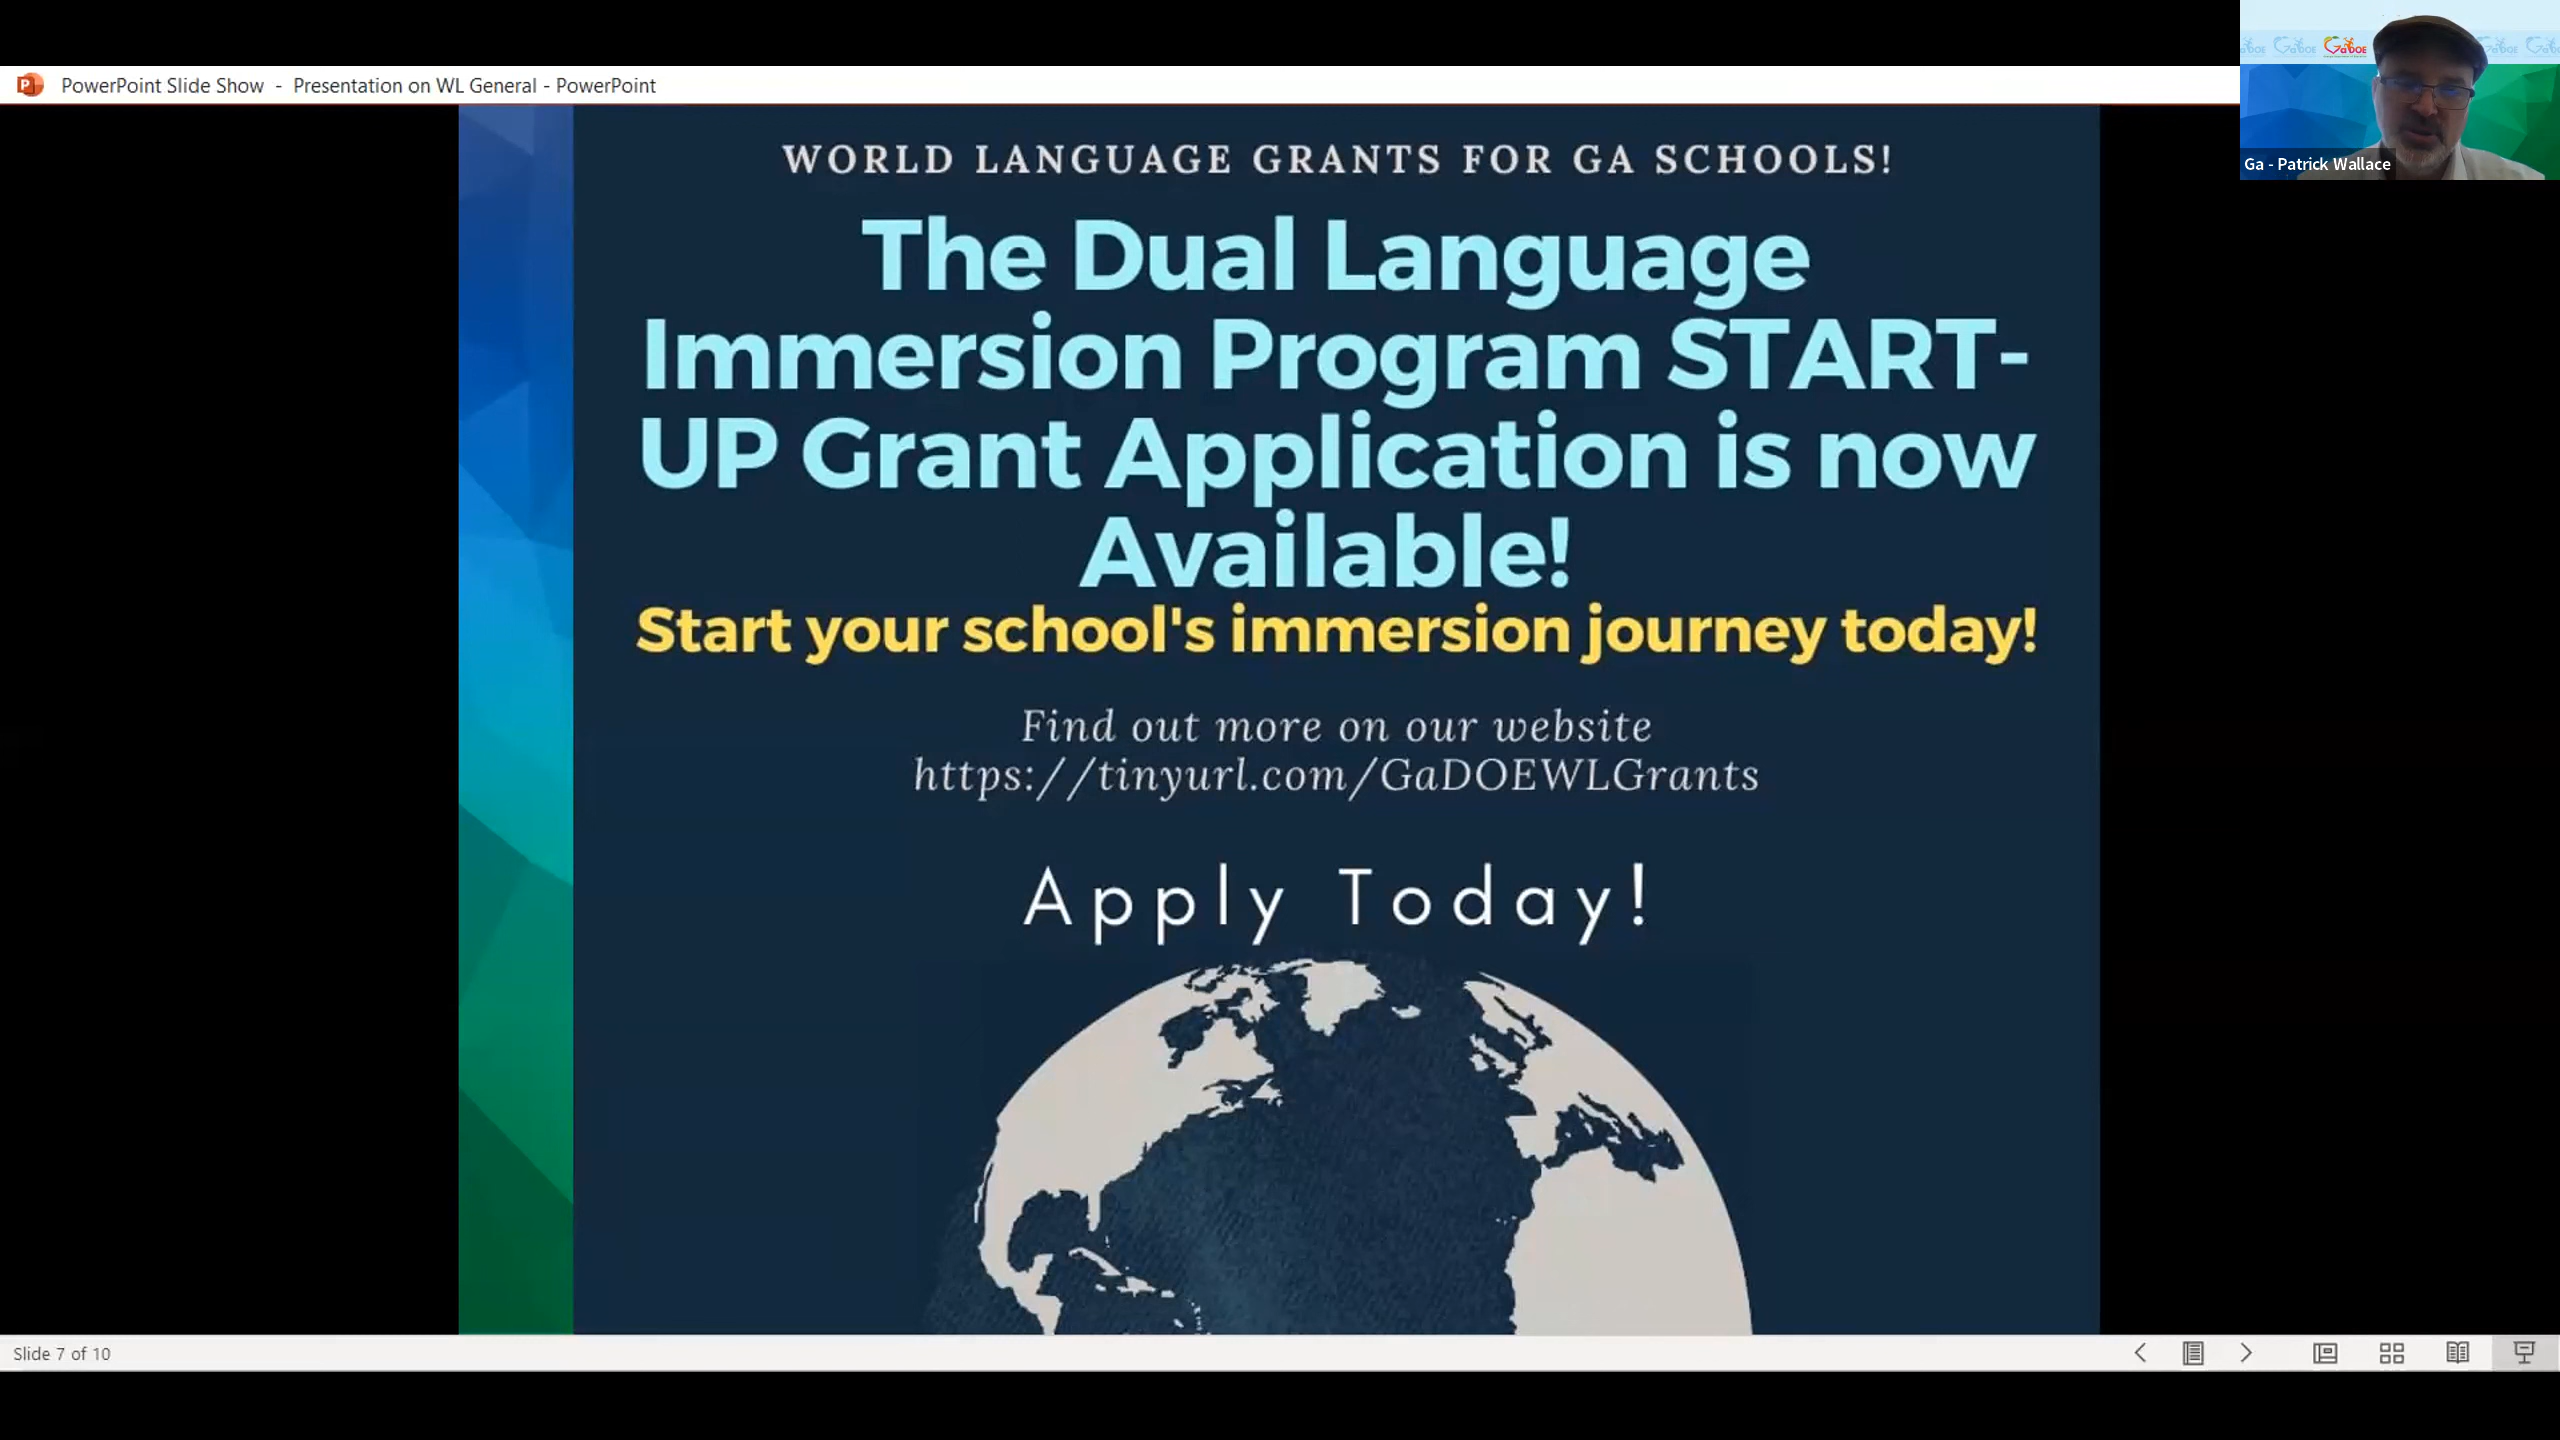 PowerPoint Slide Show - Presentation on WL General - PowerPoint
GaDOE
Ga - Patrick Wallace
WORLD LANGUAGE GRANTS FOR GA SCHOOLS!
The Dual Language
Immersion Program START-
UP Grant Application is now
Available!
Start your school's immersion journey today!
Find out more on our website
https://tinyurl.com/GaDOEWLGrants
Apply Today!
Slide 7 of 10